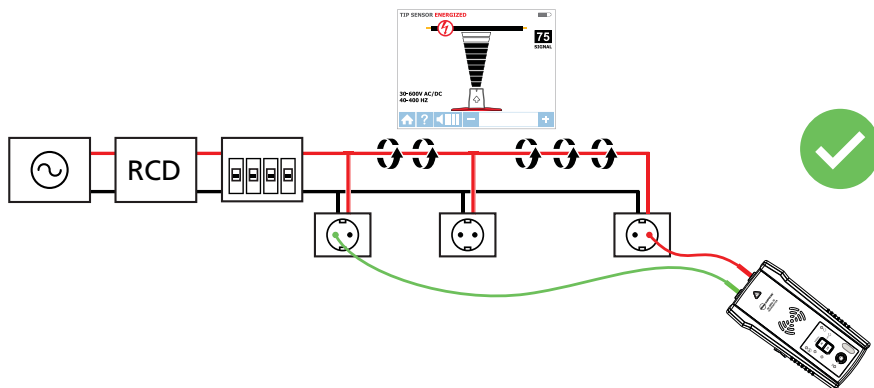 TIP SENSOR ENERGIZED
75
SIGNAL
30-600V AC/DC
40-400 HZ
?
RCD